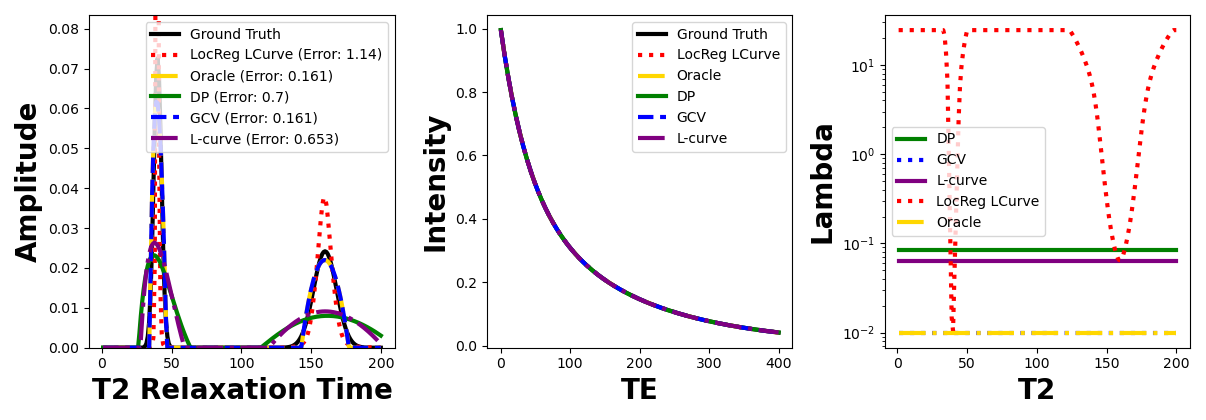 Amplitude
0.08
0.07
0.06
0.05
0.04
0.03
0.02
0.01
0.00
Ground Truth
LocReg LCurve (Error: 1.14)
Oracle (Error: 0.161)
DP (Error: 0.7)
GCV (Error: 0.161)
L-curve (Error: 0.653)
0 50 100 150 200
T2 Relaxation Time
Intensity
1.0
0.8
0.6
0.4
0.2
0.0
Ground Truth
LocReg LCurve
Oracle
DP
GCV
L-curve
0 100 200 300 400
TE
Lambda
10¹
10⁰
10⁻¹
10⁻²
DP
GCV
L-curve
LocReg LCurve
Oracle
0 50 100 150 200
T2